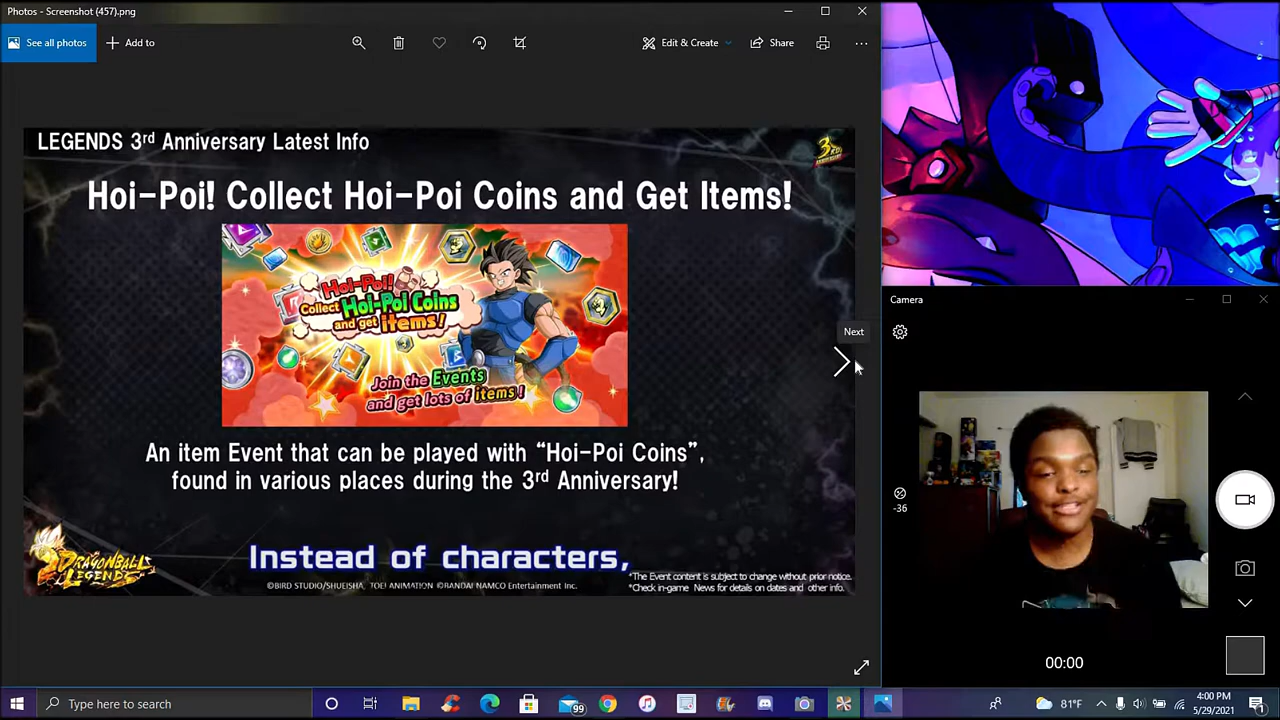 Photos - Screenshot (457).png
See all photos
Add to
Edit & Create
Share
LEGENDS 3rd Anniversary Latest Info
3RD
ANNIVERSARY
Hoi-Poi! Collect Hoi-Poi Coins and Get Items!
Hoi-Poi!
Collect Hoi-Poi Coins
and get items!
Join the Events
and get lots of items!
Next
An item Event that can be played with “Hoi-Poi Coins”,
found in various places during the 3rd Anniversary!
DRAGONBALL
LEGENDS
Instead of characters,
©BIRD STUDIO/SHUEISHA, TOEI ANIMATION ©BANDAI NAMCO Entertainment Inc.
*The Event content is subject to change without prior notice.
*Check in-game News for details on dates and other info.
Camera
-36
00:00
Type here to search
99
81°F
4:00 PM
5/29/2021